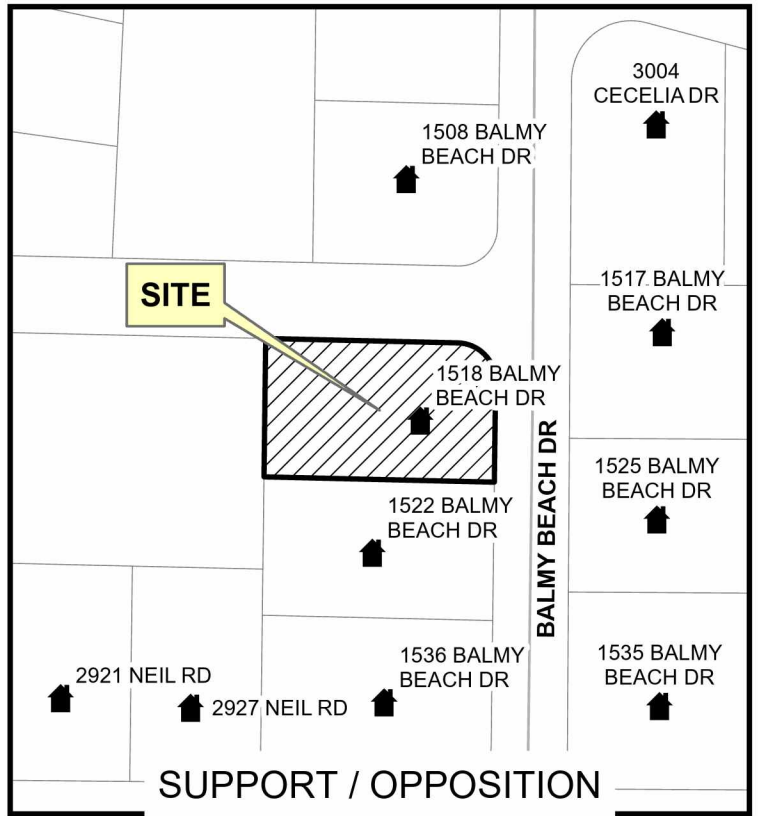 3004
CECELIA DR
1508 BALMY
BEACH DR
SITE
1517 BALMY
BEACH DR
1518 BALMY
BEACH DR
BALMY BEACH DR
1525 BALMY
BEACH DR
1522 BALMY
BEACH DR
1536 BALMY
BEACH DR
1535 BALMY
BEACH DR
2921 NEIL RD
2927 NEIL RD
SUPPORT / OPPOSITION